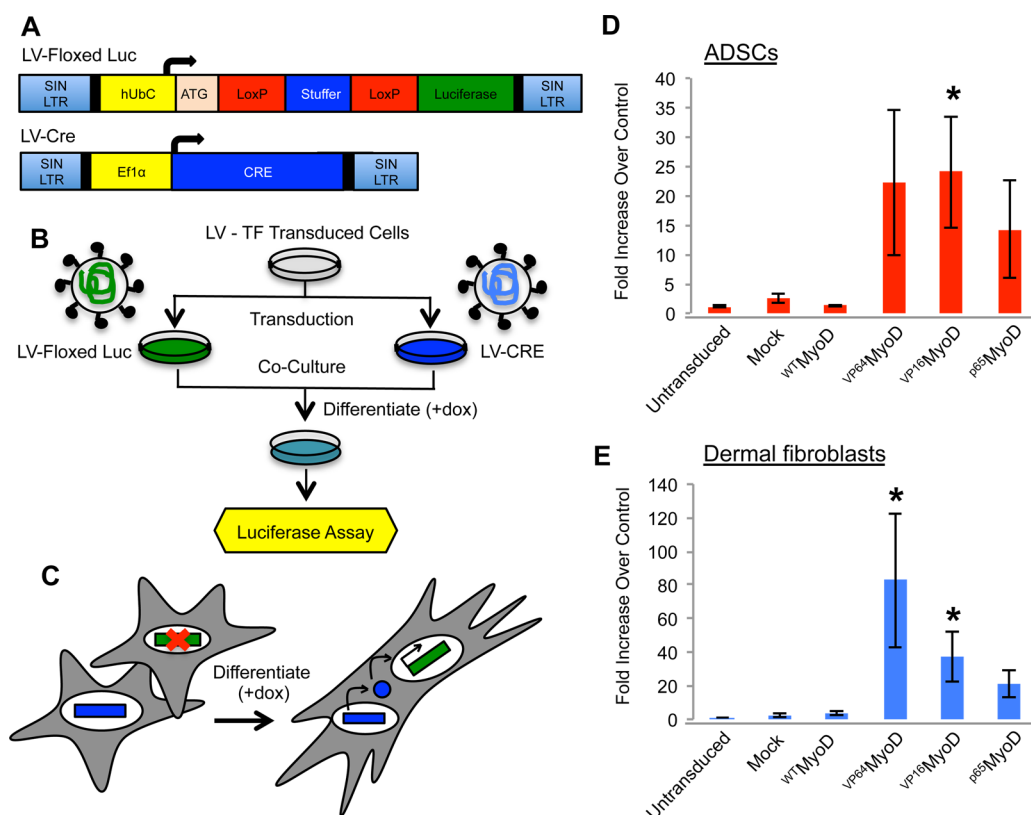 A
LV-Floxed Luc
SIN LTR hUbC ATG LoxP Stuffer LoxP Luciferase SIN LTR
LV-Cre
SIN LTR Ef1α CRE SIN LTR
B
LV - TF Transduced Cells
Transduction
LV-Floxed Luc
LV-CRE
Co-Culture
Differentiate (+dox)
Luciferase Assay
C
Differentiate
(+dox)
D
ADSCs
Fold Increase Over Control
40
35
30
25
20
15
10
5
0
*
Untransduced
Mock
WTMyoD
VP64MyoD
VP16MyoD
p65MyoD
E
Dermal fibroblasts
Fold Increase Over Control
140
120
100
80
60
40
20
0
*
*
Untransduced
Mock
WTMyoD
VP64MyoD
VP16MyoD
p65MyoD